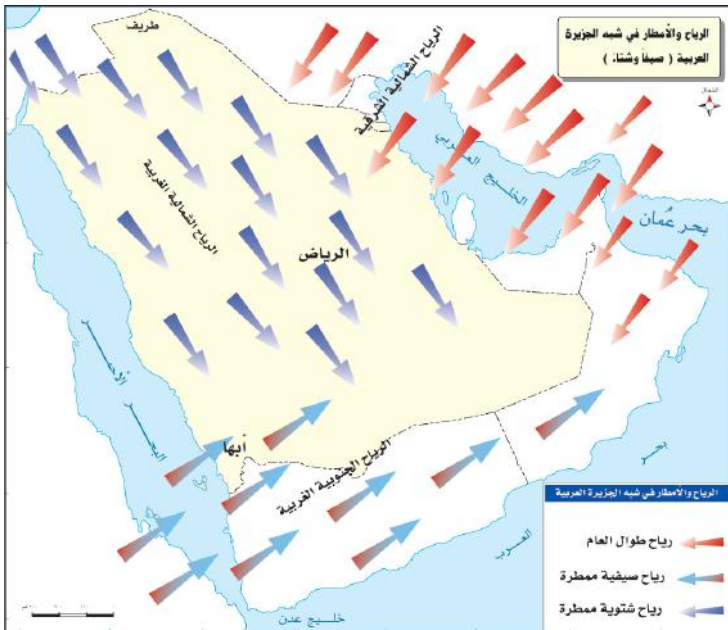 الرياح والأمطار في شبه الجزيرة
العربية ( صيفاً وشتاءً )
الشمال
طريف
الرياح الشمالية الشرقية
الخليج العربي
بحر عُمان
الرياح الشمالية الغربية
الرياض
البحر الأحمر
أبها
الرياح الجنوبية الغربية
بحر العرب
خليج عدن
الرياح والأمطار في شبه الجزيرة العربية
رياح طوال العام
رياح صيفية ممطرة
رياح شتوية ممطرة